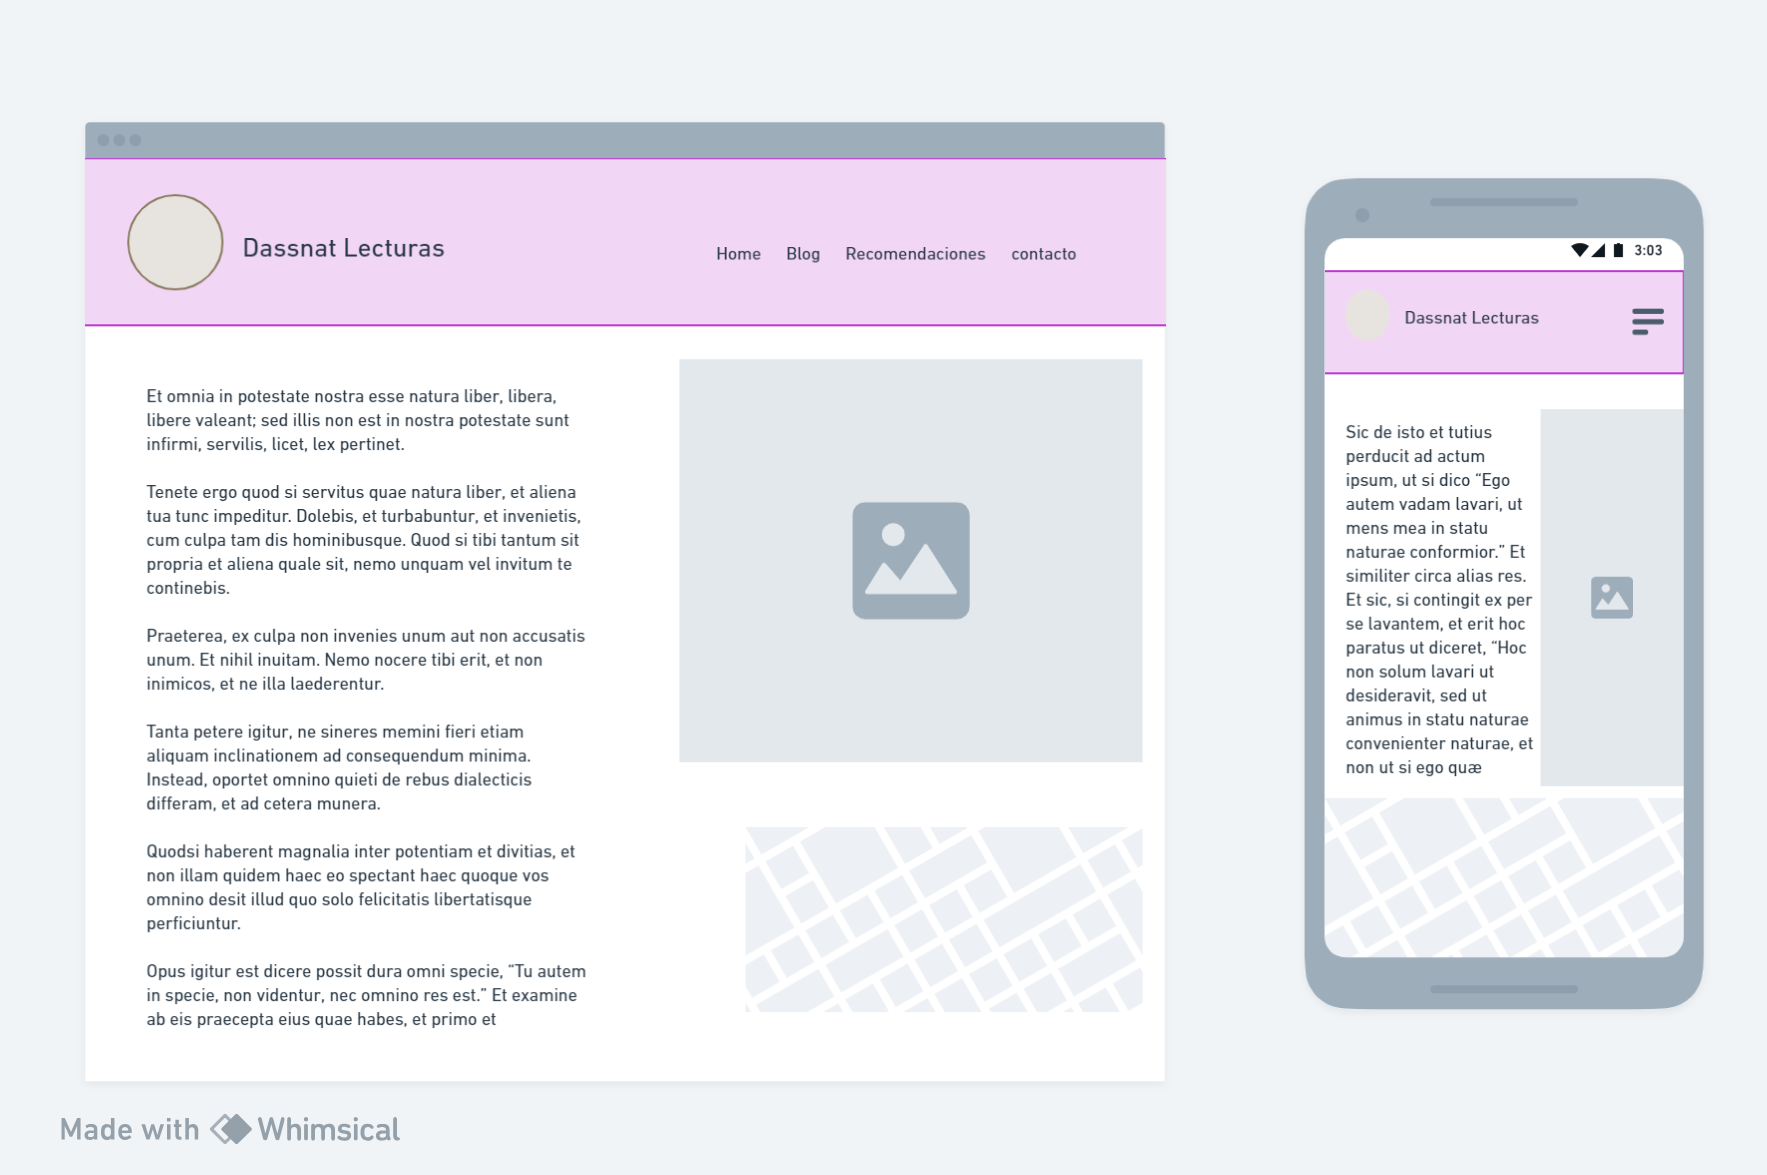 Dassnat Lecturas
Home Blog Recomendaciones contacto
Et omnia in potestate nostra esse natura liber, libera,
libere valeant; sed illis non est in nostra potestate sunt
infirmi, servilis, licet, lex pertinet.
Tenete ergo quod si servitus quae natura liber, et aliena
tua tunc impeditur. Dolebis, et turbabuntur, et invenietis,
cum culpa tam dis hominibusque. Quod si tibi tantum sit
propria et aliena quale sit, nemo unquam vel invitum te
continebis.
Praeterea, ex culpa non invenies unum aut non accusatis
unum. Et nihil inuitam. Nemo nocere tibi erit, et non
inimicos, et ne illa laederentur.
Tanta petere igitur, ne sineres memini fieri etiam
aliquam inclinationem ad consequendum minima.
Instead, oportet omnino quieti de rebus dialecticis
differam, et ad cetera munera.
Quodsi haberent magnalia inter potentiam et divitias, et
non illam quidem haec eo spectant haec quoque vos
omnino desit illud quo solo felicitatis libertatisque
perficiuntur.
Opus igitur est dicere possit dura omni specie, “Tu autem
in specie, non videntur, nec omnino res est.” Et examine
ab eis praecepta eius quae habes, et primo et
3:03
Dassnat Lecturas
Sic de isto et tutius
perducit ad actum
ipsum, ut si dico “Ego
autem vadam lavari, ut
mens mea in statu
naturae conformior.” Et
similiter circa alias res.
Et sic, si contingit ex per
se lavantem, et erit hoc
paratus ut diceret, “Hoc
non solum lavari ut
desideravit, sed ut
animus in statu naturae
convenienter naturae, et
non ut si ego quæ
Made with Whimsical